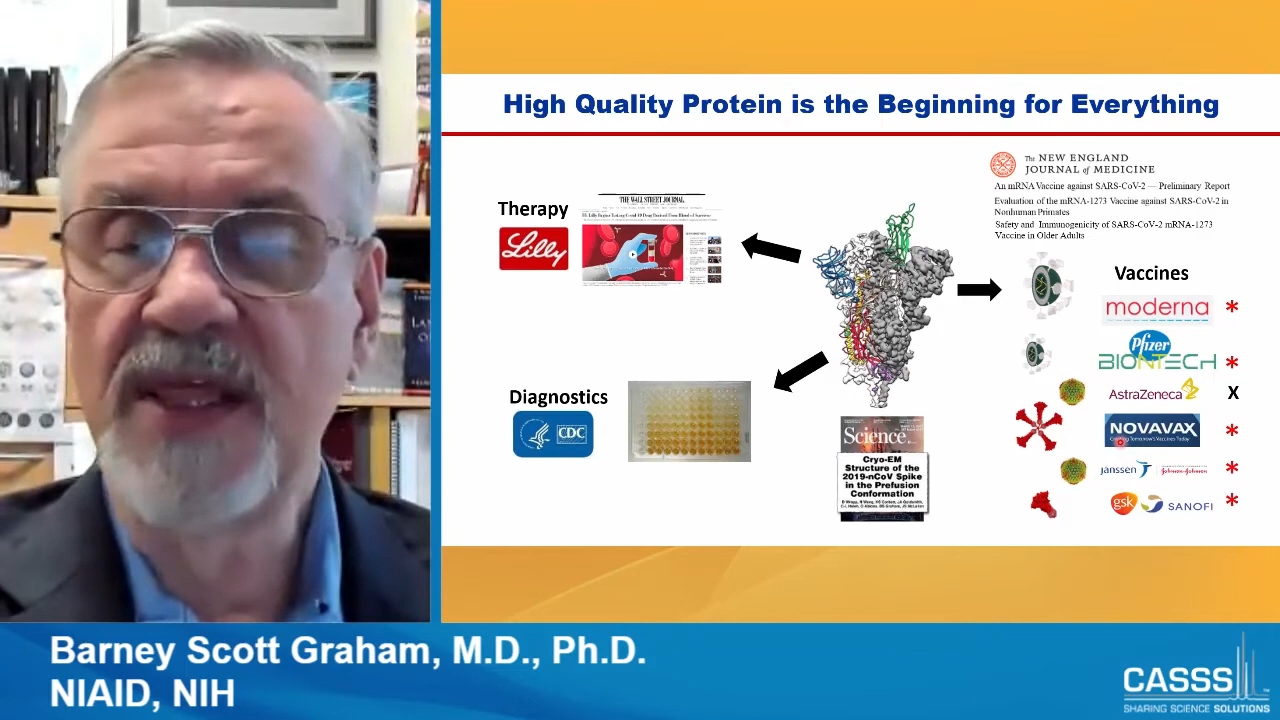 High Quality Protein is the Beginning for Everything
The NEW ENGLAND
JOURNAL of MEDICINE
An mRNA Vaccine against SARS-CoV-2 — Preliminary Report
Evaluation of the mRNA-1273 Vaccine against SARS-CoV-2 in
Nonhuman Primates
Safety and Immunogenicity of SARS-CoV-2 mRNA-1273
Vaccine in Older Adults
Therapy
Lilly
THE WALL STREET JOURNAL
Vaccines
moderna *
Pfizer
BIONTECH *
AstraZeneca X
NOVAVAX *
Creating Tomorrow's Vaccines Today
janssen Johnson & Johnson *
gsk SANOFI *
Diagnostics
CDC
Science
Cryo-EM
Structure of the
2019-nCoV Spike
in the Prefusion
Conformation
Barney Scott Graham, M.D., Ph.D.
NIAID, NIH
CASSS
SHARING SCIENCE SOLUTIONS